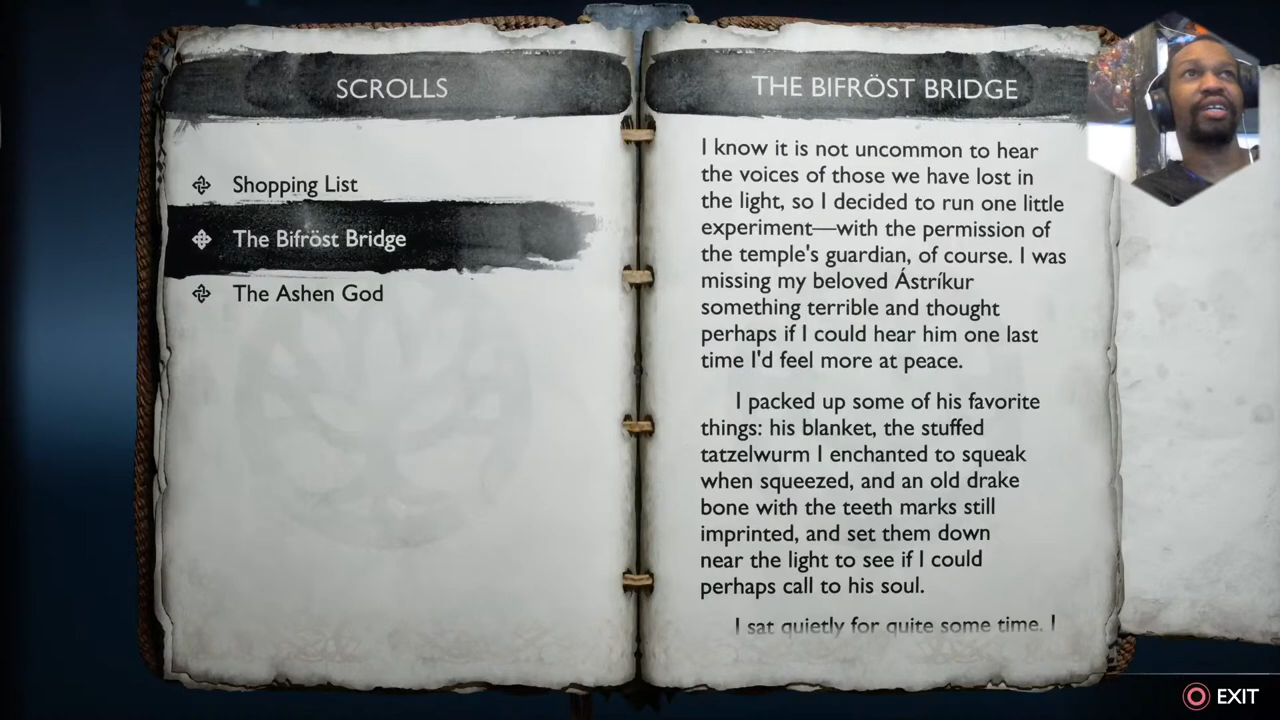 SCROLLS
Shopping List
The Bifröst Bridge
The Ashen God
THE BIFRÖST BRIDGE
I know it is not uncommon to hear
the voices of those we have lost in
the light, so I decided to run one little
experiment—with the permission of
the temple's guardian, of course. I was
missing my beloved Ástríkur
something terrible and thought
perhaps if I could hear him one last
time I'd feel more at peace.
I packed up some of his favorite
things: his blanket, the stuffed
tatzelwurm I enchanted to squeak
when squeezed, and an old drake
bone with the teeth marks still
imprinted, and set them down
near the light to see if I could
perhaps call to his soul.
I sat quietly for quite some time. I
EXIT